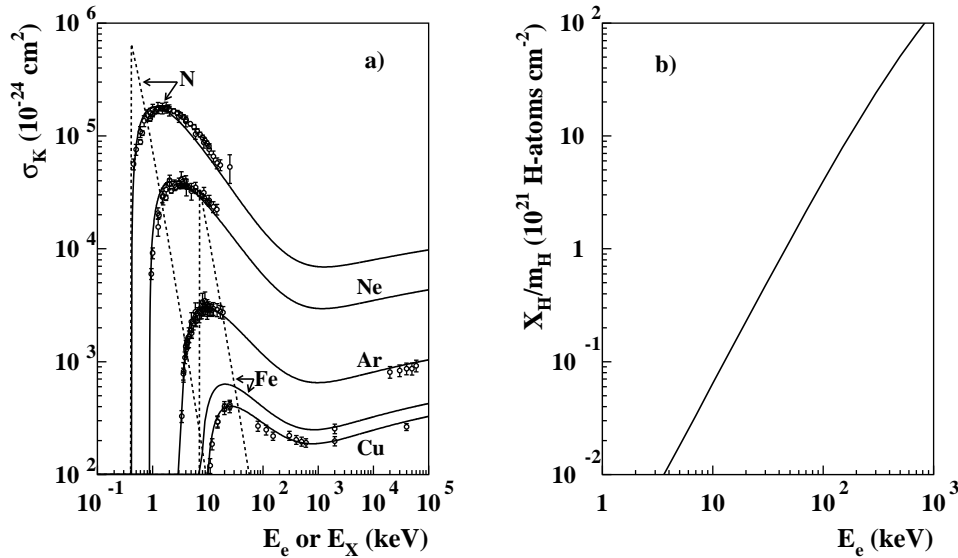 σ_K (10^-24 cm^2)
10^6
10^5
10^4
10^3
10^2
a)
N
Ne
Ar
Fe
Cu
10^-1 1 10 10^2 10^3 10^4 10^5
E_e or E_X (keV)
X_H/m_H (10^21 H-atoms cm^-2)
10^2
10
1
10^-1
10^-2
b)
1 10 10^2 10^3
E_e (keV)